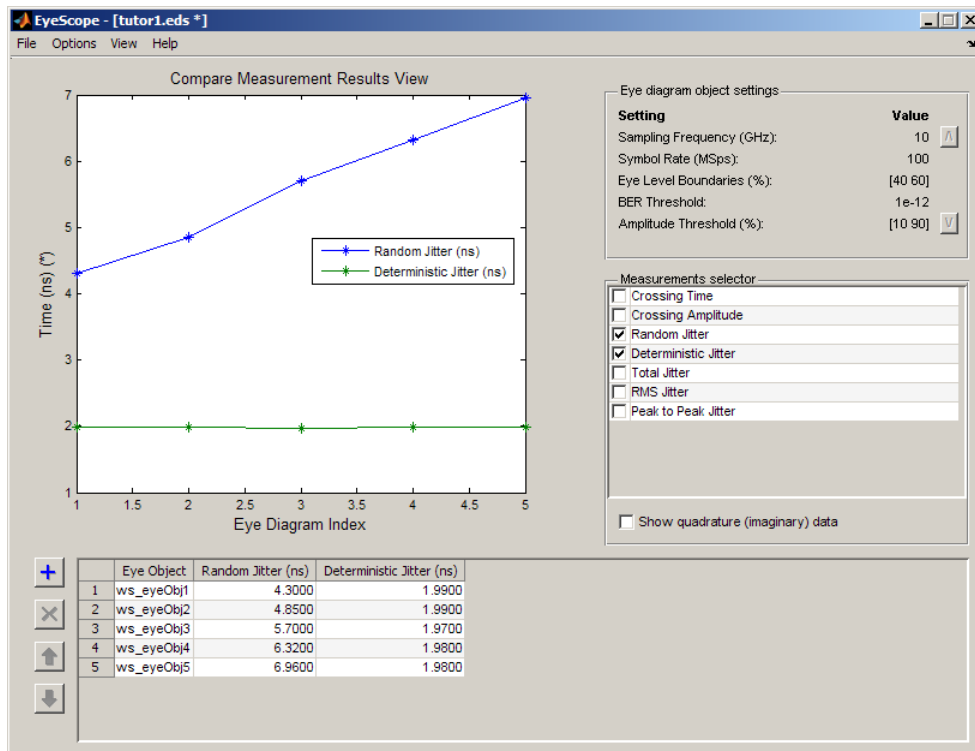 EyeScope - [tutor1.eds *]
File Options View Help
Compare Measurement Results View
7
6
5
4
3
2
1
Time (ns) (*)
Random Jitter (ns)
Deterministic Jitter (ns)
1 1.5 2 2.5 3 3.5 4 4.5 5
Eye Diagram Index
Eye diagram object settings
Setting Value
Sampling Frequency (GHz): 10
Symbol Rate (MSps): 100
Eye Level Boundaries (%): [40 60]
BER Threshold: 1e-12
Amplitude Threshold (%): [10 90]
Measurements selector
Crossing Time
Crossing Amplitude
Random Jitter
Deterministic Jitter
Total Jitter
RMS Jitter
Peak to Peak Jitter
Show quadrature (imaginary) data
Eye Object Random Jitter (ns) Deterministic Jitter (ns)
1 ws_eyeObj1 4.3000 1.9900
2 ws_eyeObj2 4.8500 1.9900
3 ws_eyeObj3 5.7000 1.9700
4 ws_eyeObj4 6.3200 1.9800
5 ws_eyeObj5 6.9600 1.9800